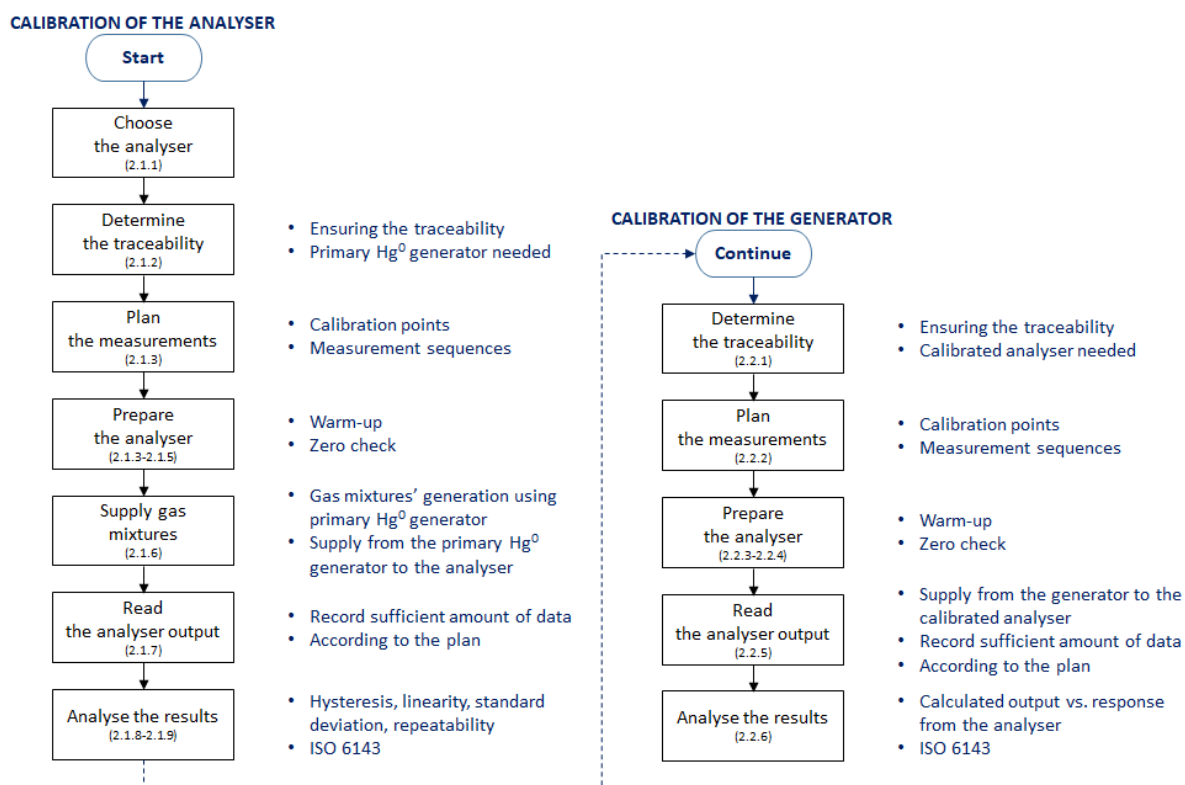 CALIBRATION OF THE ANALYSER
Start
Choose
the analyser
(2.1.1)
Determine
the traceability
(2.1.2)
• Ensuring the traceability
• Primary Hg⁰ generator needed
Plan
the measurements
(2.1.3)
• Calibration points
• Measurement sequences
Prepare
the analyser
(2.1.3-2.1.5)
• Warm-up
• Zero check
Supply gas
mixtures
(2.1.6)
• Gas mixtures’ generation using
primary Hg⁰ generator
• Supply from the primary Hg⁰
generator to the analyser
Read
the analyser output
(2.1.7)
• Record sufficient amount of data
• According to the plan
Analyse the results
(2.1.8-2.1.9)
• Hysteresis, linearity, standard
deviation, repeatability
• ISO 6143
CALIBRATION OF THE GENERATOR
Continue
Determine
the traceability
(2.2.1)
• Ensuring the traceability
• Calibrated analyser needed
Plan
the measurements
(2.2.2)
• Calibration points
• Measurement sequences
Prepare
the analyser
(2.2.3-2.2.4)
• Warm-up
• Zero check
Read
the analyser output
(2.2.5)
• Supply from the generator to the
calibrated analyser
• Record sufficient amount of data
• According to the plan
Analyse the results
(2.2.6)
• Calculated output vs. response
from the analyser
• ISO 6143